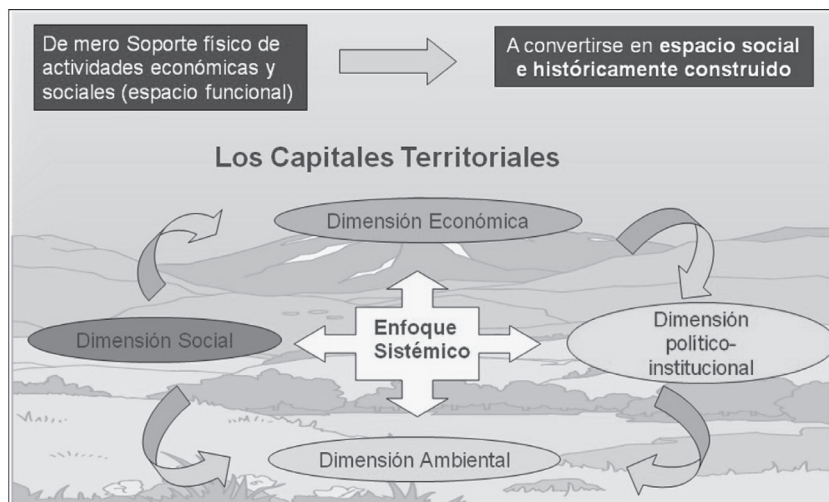 De mero Soporte físico de
actividades económicas y
sociales (espacio funcional)
A convertirse en espacio social
e históricamente construido
Los Capitales Territoriales
Dimensión Económica
Dimensión Social
Enfoque
Sistémico
Dimensión
político-
institucional
Dimensión Ambiental